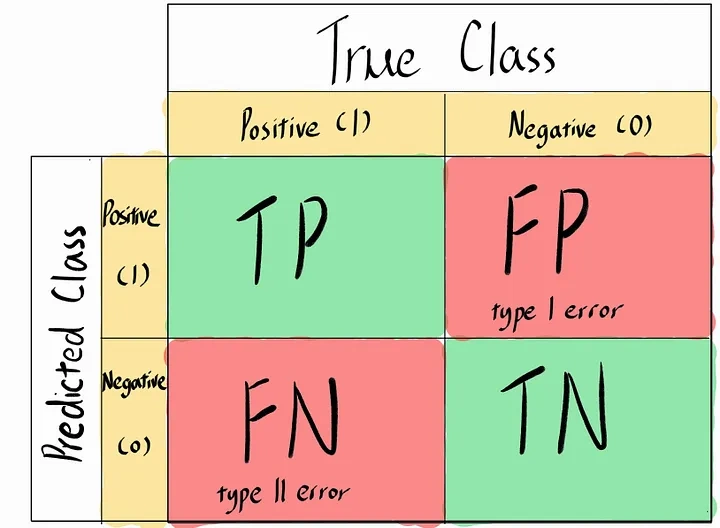 True Class
Positive (1)
Negative (0)
Predicted Class
Positive
(1)
TP
FP
type I error
Negative
(0)
FN
type II error
TN